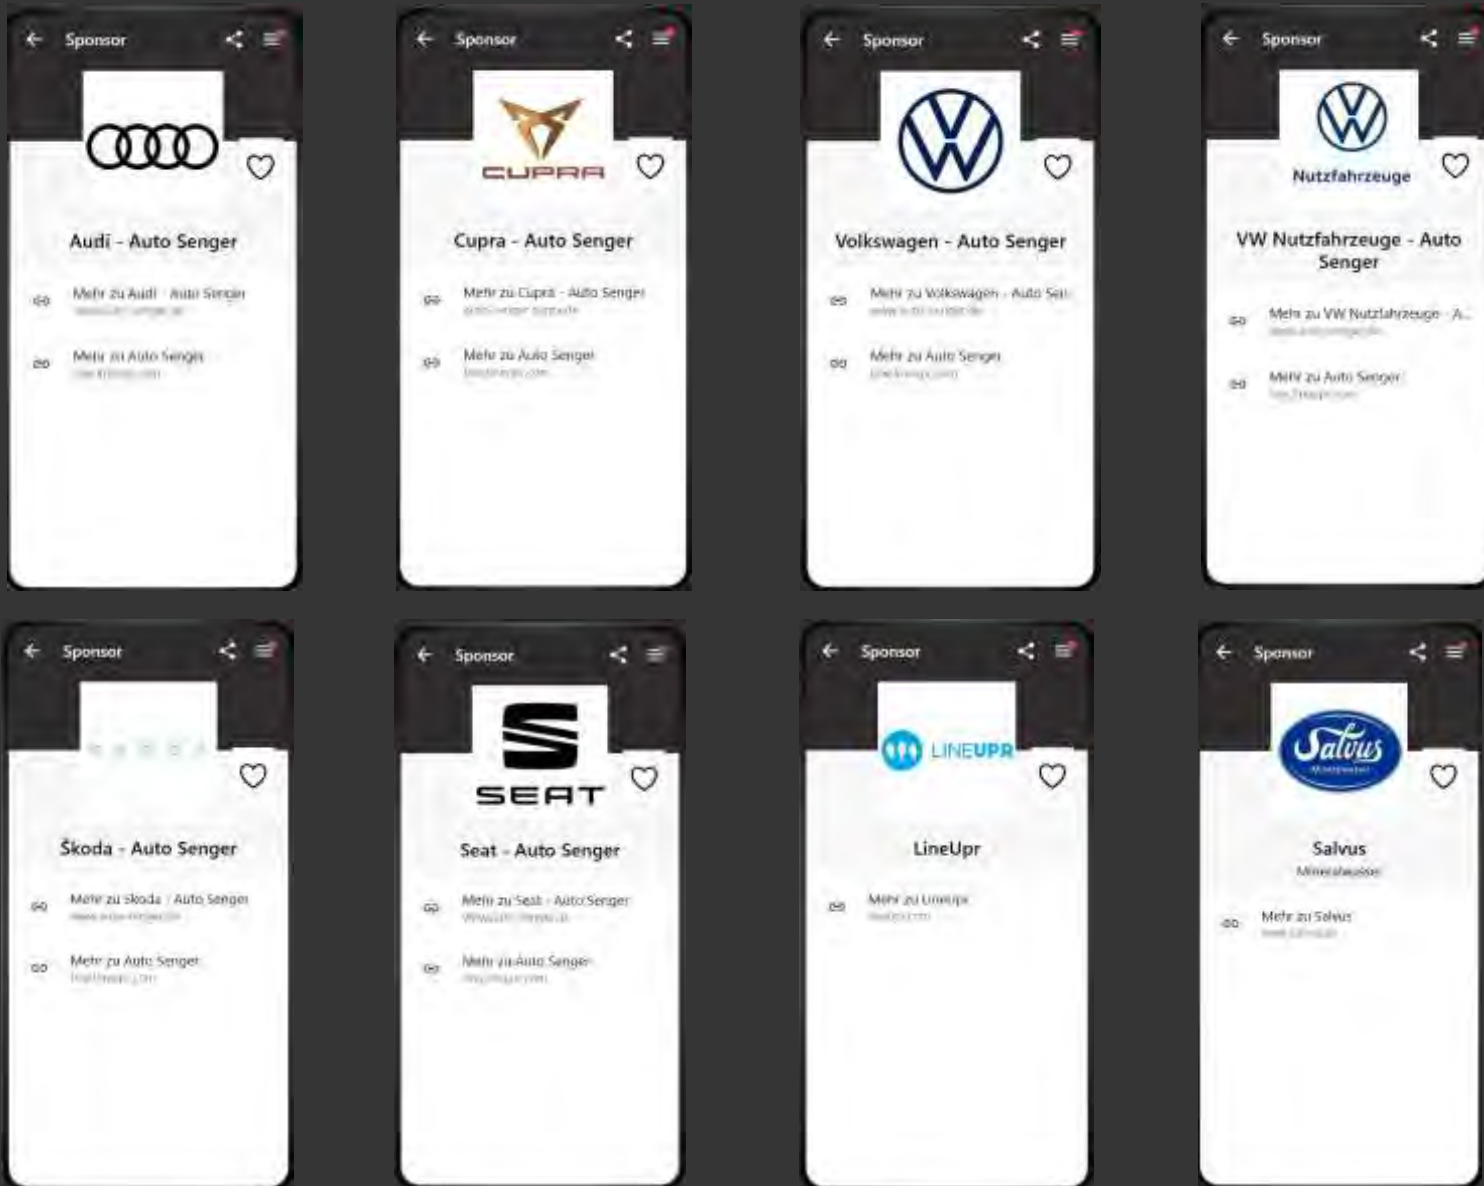 Sponsor
Audi - Auto Senger
Mehr zu Audi - Auto Senger
Mehr zu Auto Senger
Sponsor
CUPRA
Cupra - Auto Senger
Mehr zu Cupra - Auto Senger
Mehr zu Auto Senger
Sponsor
Volkswagen - Auto Senger
Mehr zu Volkswagen - Auto Sen
Mehr zu Auto Senger
Sponsor
Nutzfahrzeuge
VW Nutzfahrzeuge - Auto
Senger
Mehr zu VW Nutzfahrzeuge - A...
Mehr zu Auto Senger
Sponsor
Škoda - Auto Senger
Mehr zu Skoda - Auto Senger
Mehr zu Auto Senger
Sponsor
SEAT
Seat - Auto Senger
Mehr zu Seat - Auto Senger
Mehr zu Auto Senger
Sponsor
LINEUPR
LineUpr
Mehr zu LineUpr
Sponsor
Salvus
Mineralwasser
Salvus
Mineralwasser
Mehr zu Salvus